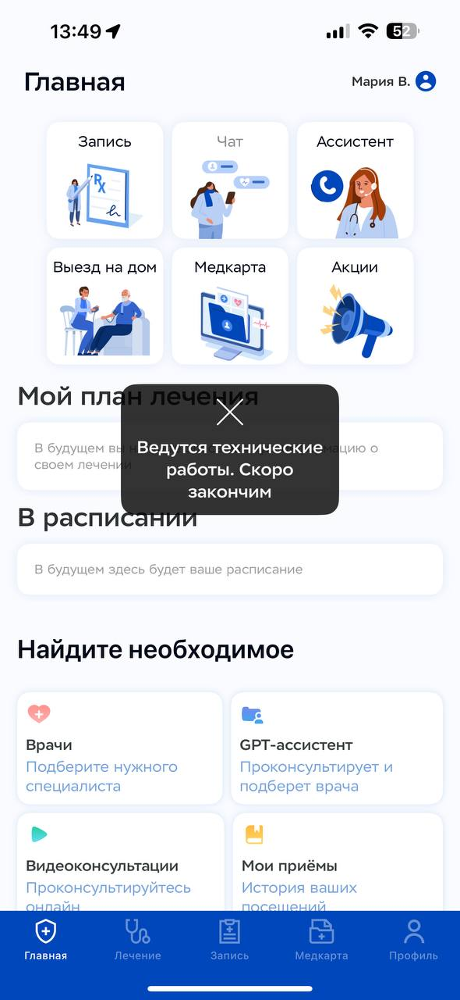 13:49
52
Главная
Мария В.
Запись
Чат
Ассистент
Rx
Выезд на дом
Медкарта
Акции
Мой план лечения
В будущем вы
мацию о
своем лечении
Ведутся технические
работы. Скоро
закончим
В расписании
В будущем здесь будет ваше расписание
Найдите необходимое
Врачи
Подберите нужного
специалиста
GPT-ассистент
Проконсультирует и
подберет врача
Видеоконсультации
Проконсультируйтесь
онлайн
Мои приёмы
История ваших
посещений
Главная
Лечение
Запись
Медкарта
Профиль